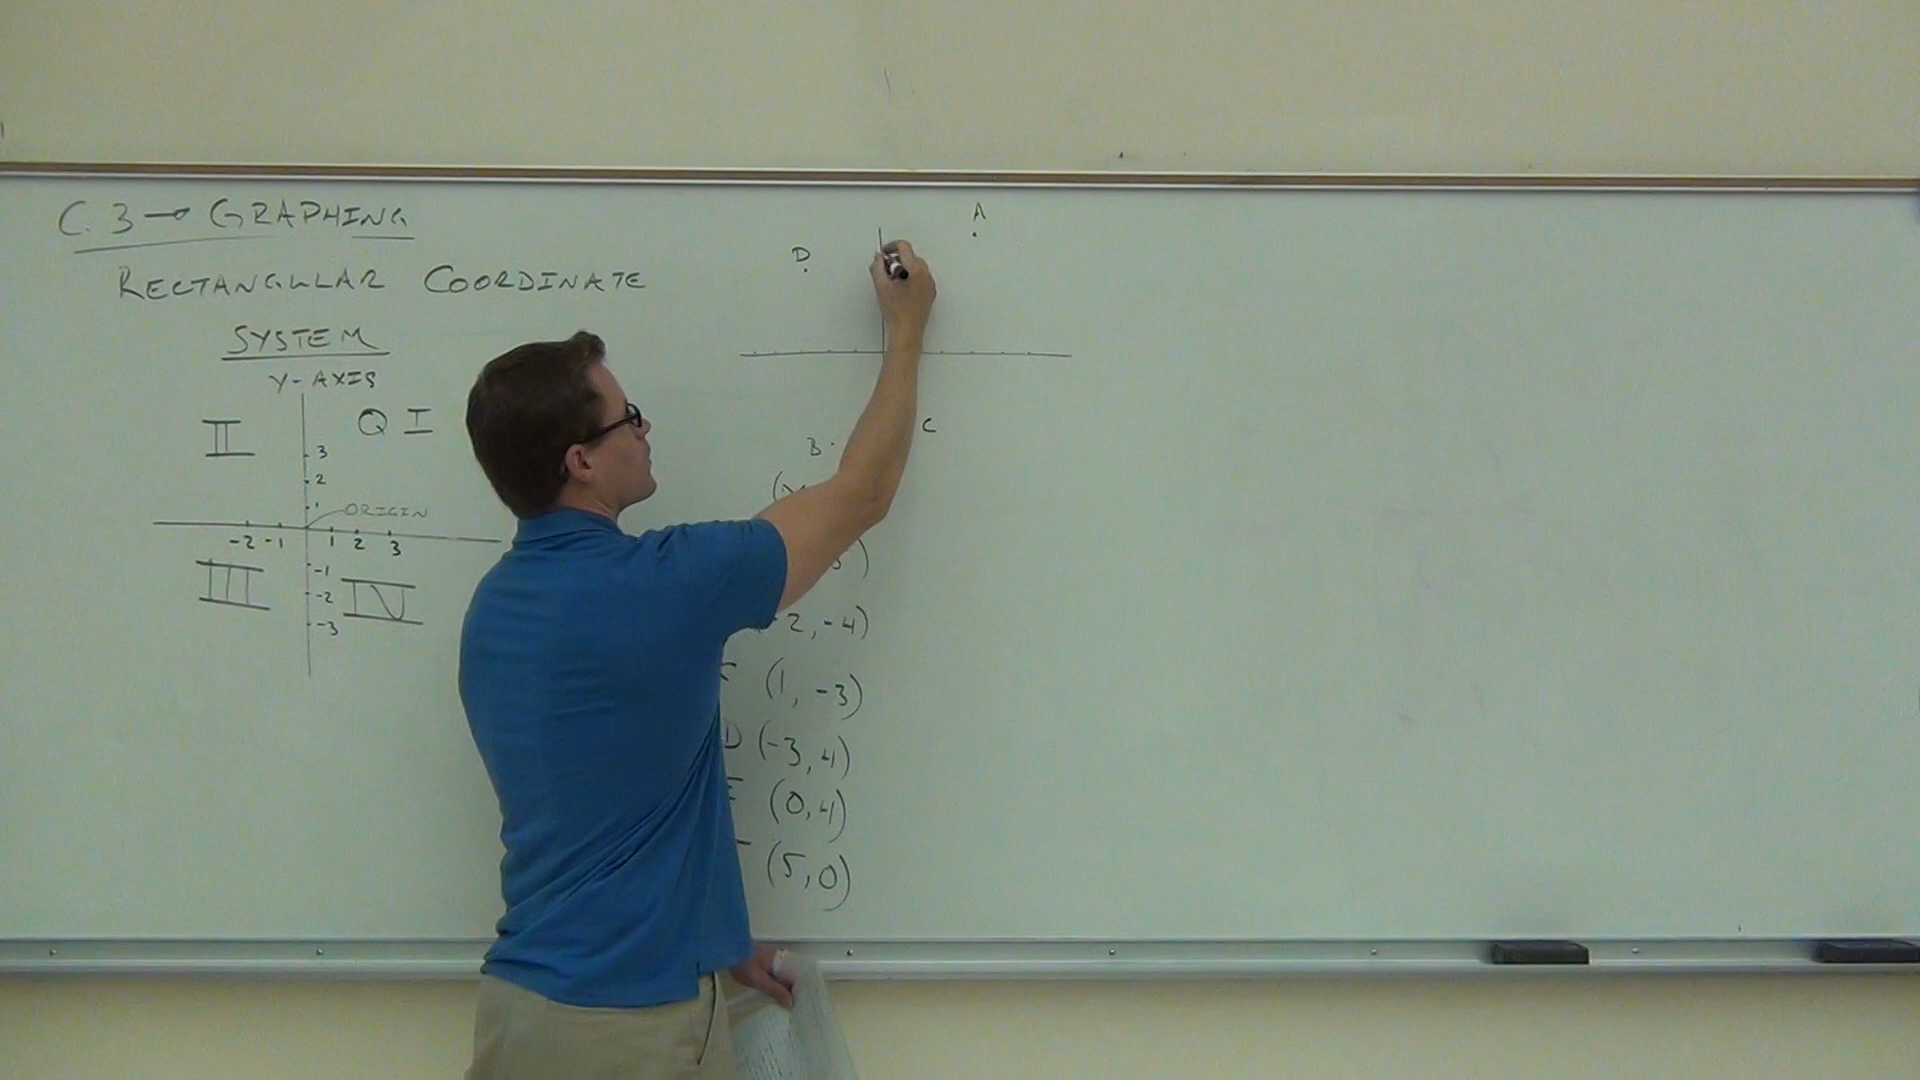 C.3 → GRAPHING
RECTANGULAR COORDINATE
SYSTEM
Y-AXIS
II QI
3
2
1
ORIGIN
-2 -1 1 2 3
-1
III IV
-2
-3
A
D
C
B
2,-4)
(1, -3)
D (-3,4)
E (0,4)
(5,0)